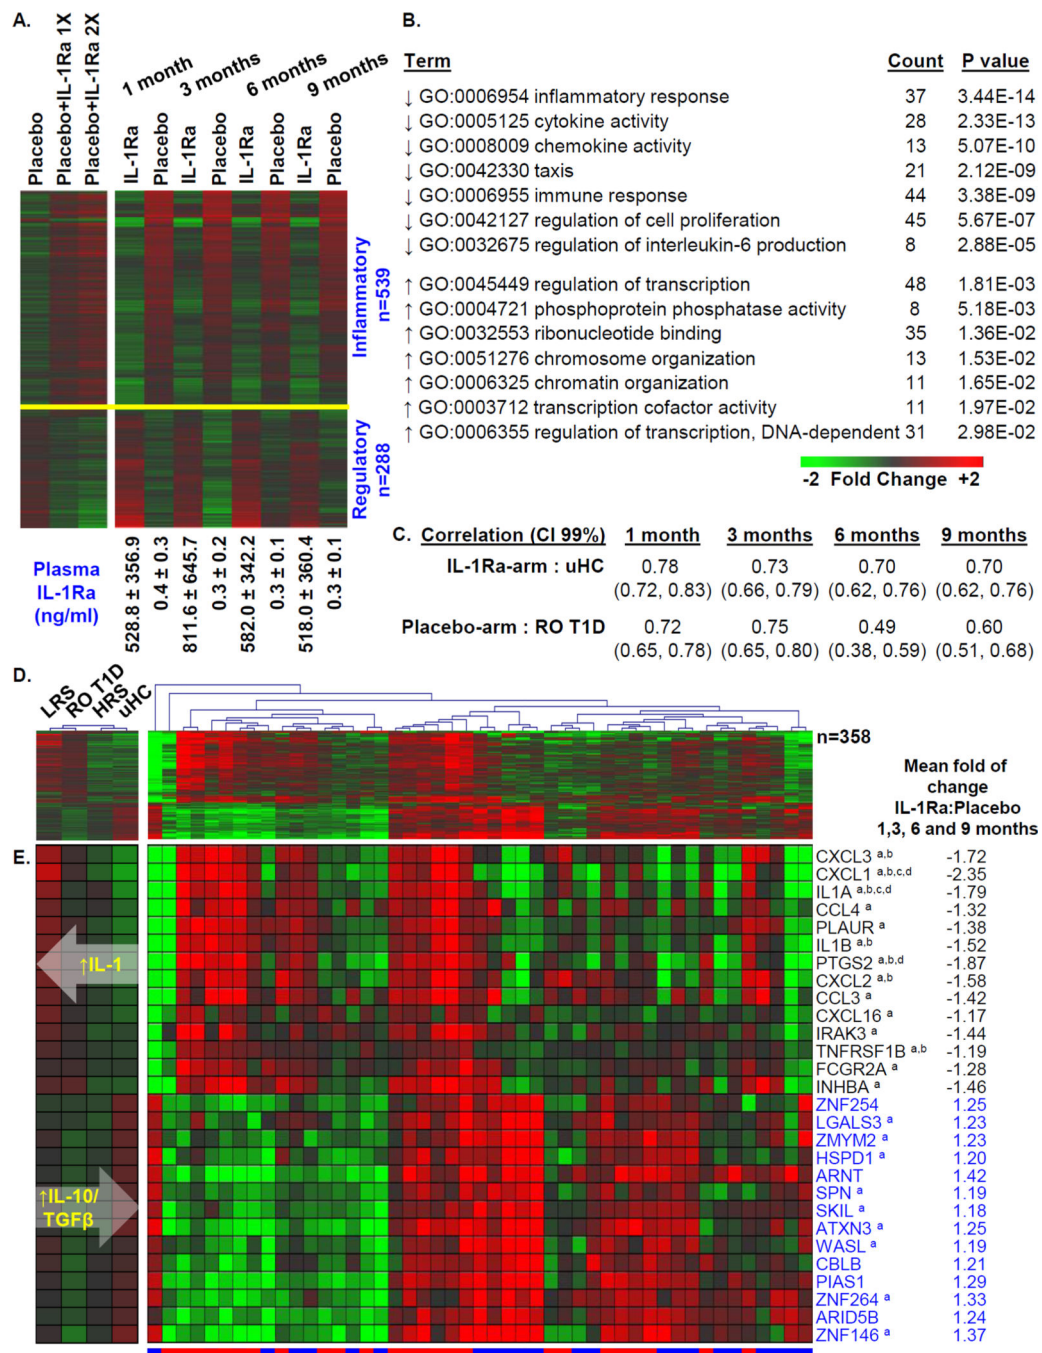 A.
Placebo
Placebo+IL-1Ra 1X
Placebo+IL-1Ra 2X
1 month
3 months
6 months
9 months
IL-1Ra
Placebo
IL-1Ra
Placebo
IL-1Ra
Placebo
IL-1Ra
Placebo
Inflammatory
n=539
Regulatory
n=288
Plasma
IL-1Ra
(ng/ml)
528.8 ± 356.9
0.4 ± 0.3
811.6 ± 645.7
0.3 ± 0.2
582.0 ± 342.2
0.3 ± 0.1
518.0 ± 360.4
0.3 ± 0.1
B.
Term Count P value
↓ GO:0006954 inflammatory response 37 3.44E-14
↓ GO:0005125 cytokine activity 28 2.33E-13
↓ GO:0008009 chemokine activity 13 5.07E-10
↓ GO:0042330 taxis 21 2.12E-09
↓ GO:0006955 immune response 44 3.38E-09
↓ GO:0042127 regulation of cell proliferation 45 5.67E-07
↓ GO:0032675 regulation of interleukin-6 production 8 2.88E-05
↑ GO:0045449 regulation of transcription 48 1.81E-03
↑ GO:0004721 phosphoprotein phosphatase activity 8 5.18E-03
↑ GO:0032553 ribonucleotide binding 35 1.36E-02
↑ GO:0051276 chromosome organization 13 1.53E-02
↑ GO:0006325 chromatin organization 11 1.65E-02
↑ GO:0003712 transcription cofactor activity 11 1.97E-02
↑ GO:0006355 regulation of transcription, DNA-dependent 31 2.98E-02
-2 Fold Change +2
C. Correlation (CI 99%) 1 month 3 months 6 months 9 months
IL-1Ra-arm : uHC 0.78 0.73 0.70 0.70
(0.72, 0.83) (0.66, 0.79) (0.62, 0.76) (0.62, 0.76)
Placebo-arm : RO T1D 0.72 0.75 0.49 0.60
(0.65, 0.78) (0.65, 0.80) (0.38, 0.59) (0.51, 0.68)
D.
LRS
RO T1D
HRS
uHC
n=358
Mean fold of
change
IL-1Ra:Placebo
1,3, 6 and 9 months
E.
↑IL-1
↑IL-10/
TGFβ
CXCL3 a,b -1.72
CXCL1 a,b,c,d -2.35
IL1A a,b,c,d -1.79
CCL4 a -1.32
PLAUR a -1.38
IL1B a,b -1.52
PTGS2 a,b,d -1.87
CXCL2 a,b -1.58
CCL3 a -1.42
CXCL16 a -1.17
IRAK3 a -1.44
TNFRSF1B a,b -1.19
FCGR2A a -1.28
INHBA a -1.46
ZNF254 1.25
LGALS3 a 1.23
ZMYM2 a 1.23
HSPD1 a 1.20
ARNT 1.42
SPN a 1.19
SKIL a 1.18
ATXN3 a 1.25
WASL a 1.19
CBLB 1.21
PIAS1 1.29
ZNF264 a 1.33
ARID5B 1.24
ZNF146 a 1.37